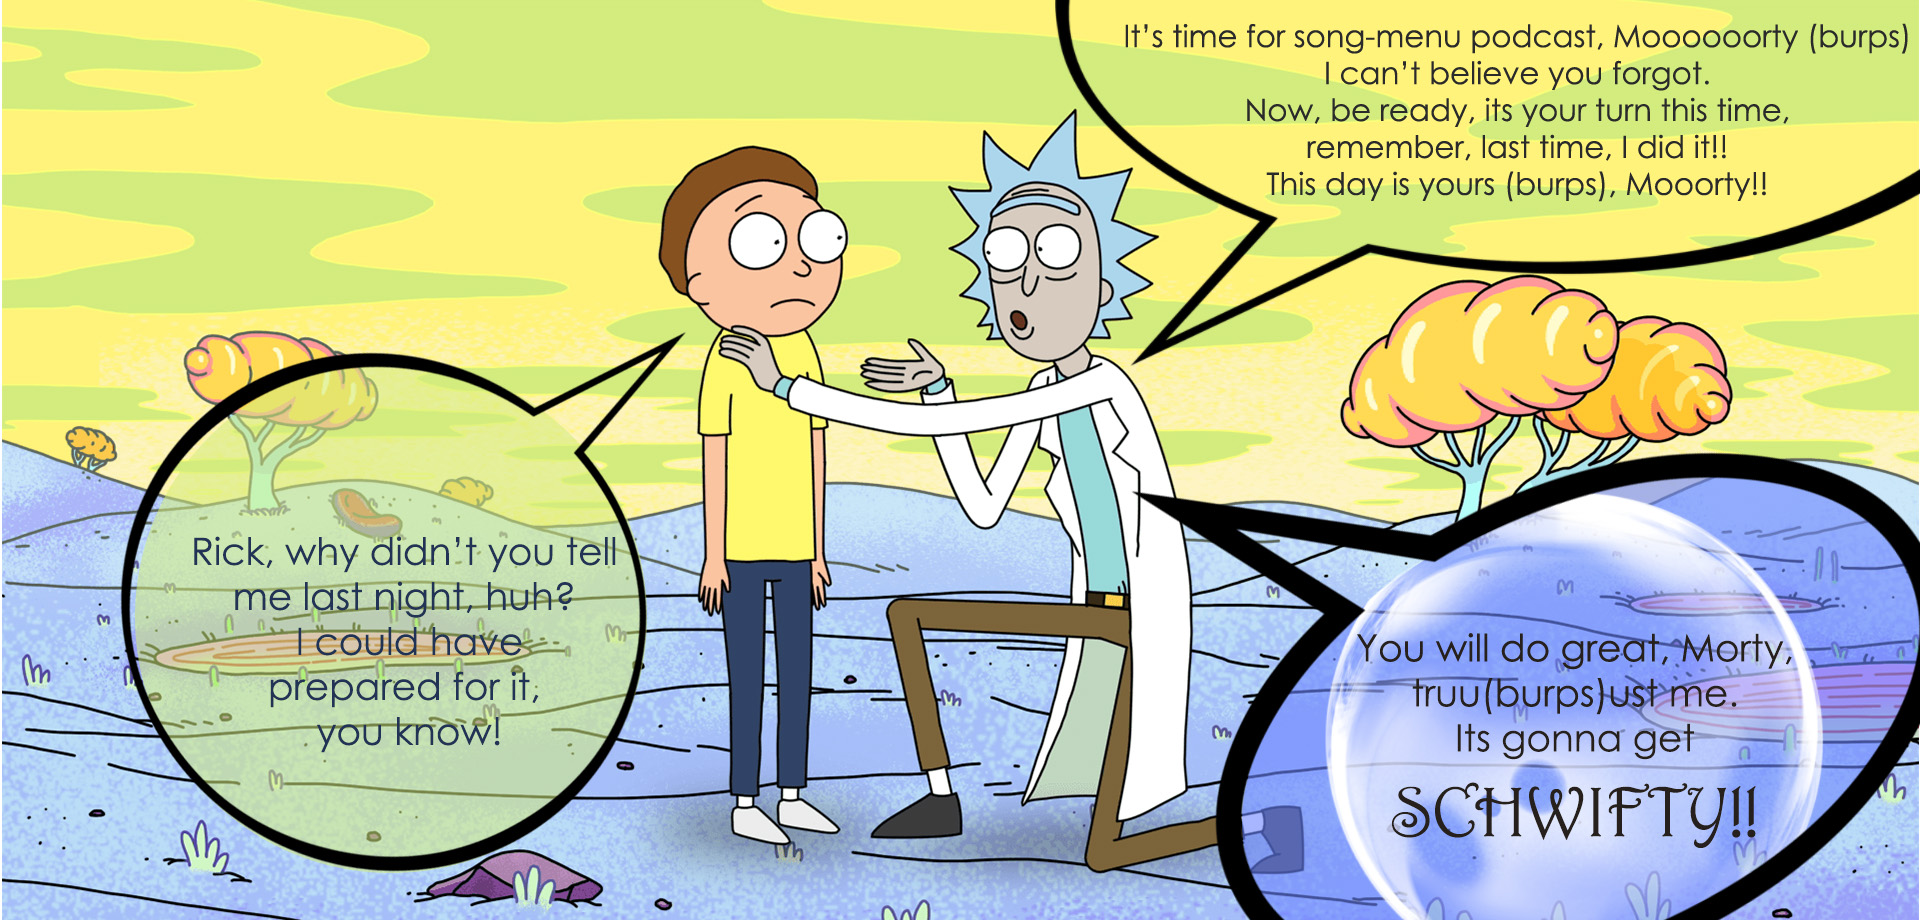 It's time for song-menu podcast, Moooooorty (burps)
I can't believe you forgot.
Now, be ready, its your turn this time,
remember, last time, I did it!!
This day is yours (burps), Mooorty!!
Rick, why didn't you tell
me last night, huh?
I could have
prepared for it,
you know!
You will do great, Morty,
truu(burps)ust me.
Its gonna get
SCHWIFTY!!